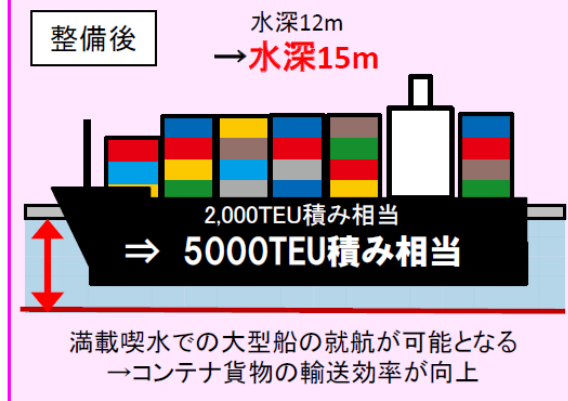 整備後
水深12m
→水深15m
2,000TEU積み相当
⇒ 5000TEU積み相当
満載喫水での大型船の就航が可能となる
→コンテナ貨物の輸送効率が向上